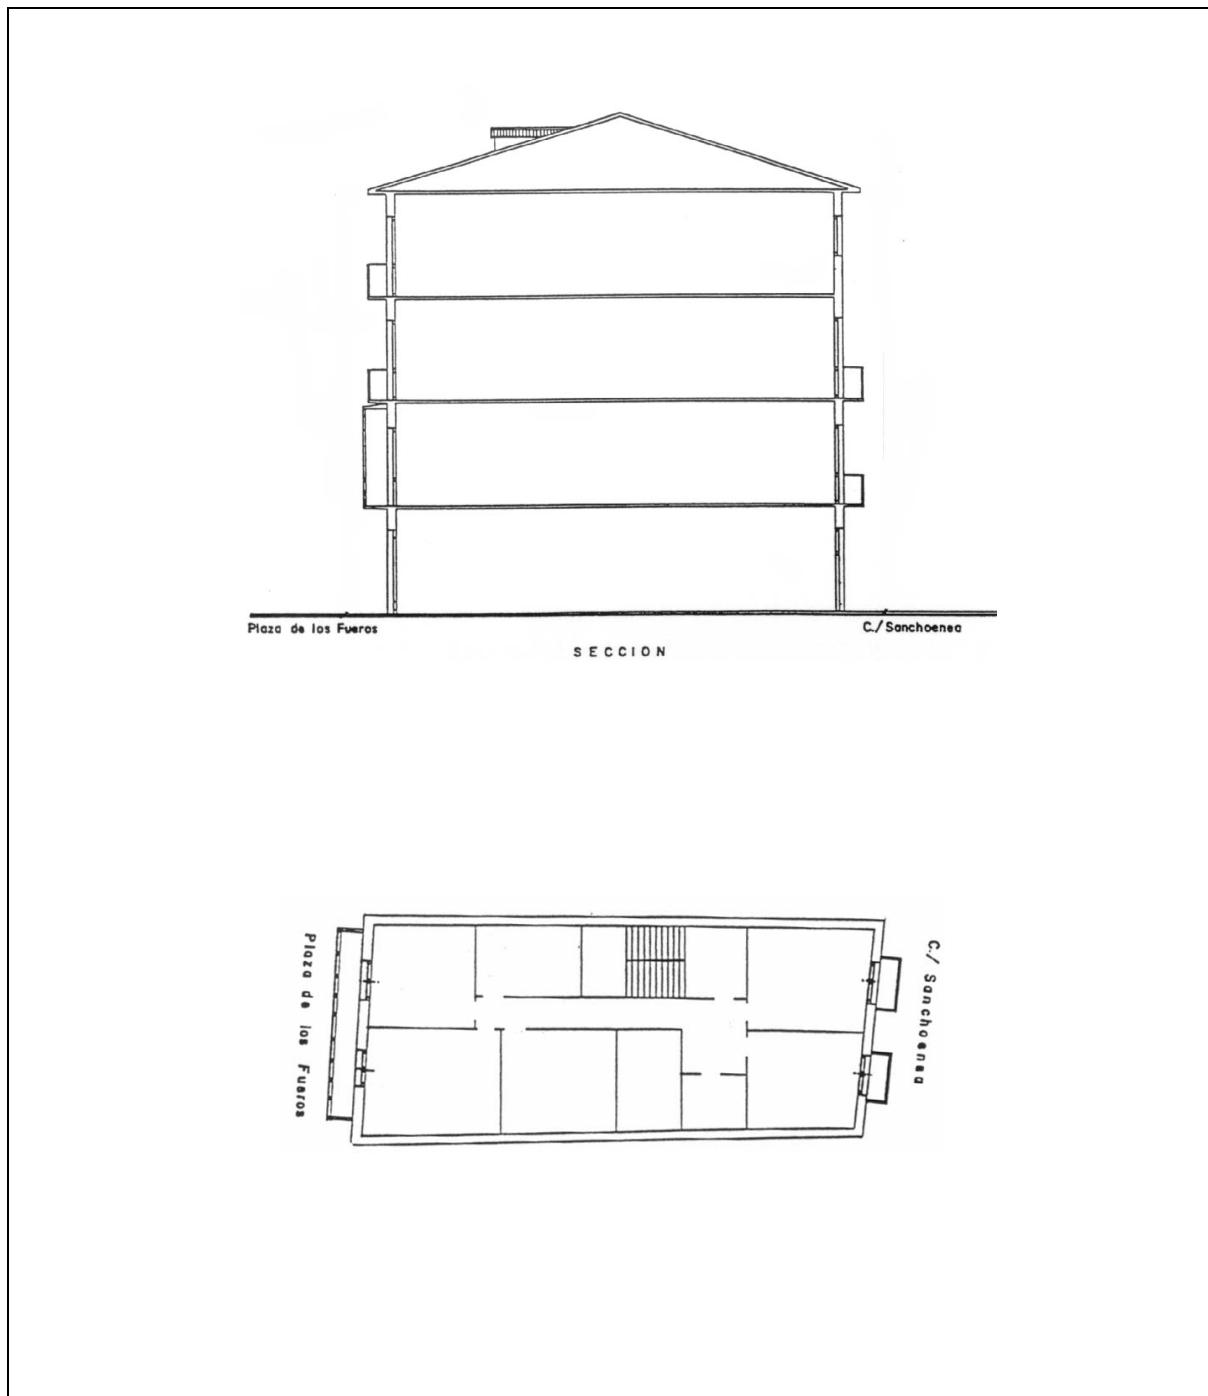 Plaza de los Fueros
C./Sanchoenea
SECCION
Plaza de los Fueros
C./ Sanchoenea